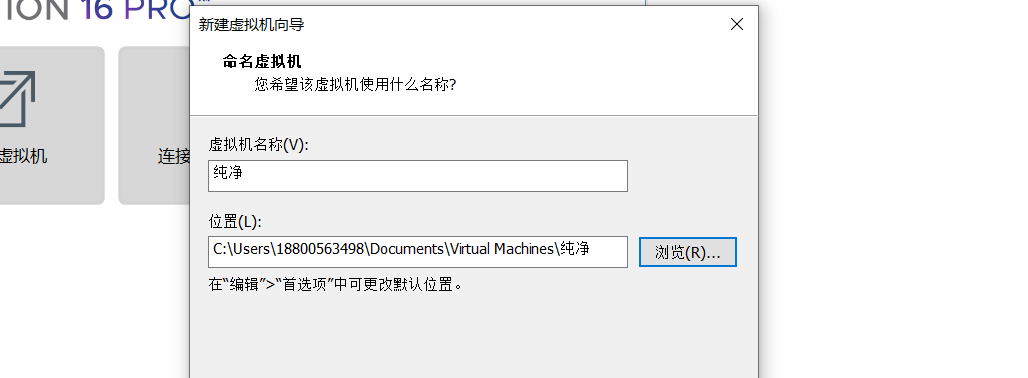 ION 16 PRO
新建虚拟机向导
命名虚拟机
您希望该虚拟机使用什么名称?
虚拟机
连接
虚拟机名称(V):
纯净
位置(L):
C:\Users\18800563498\Documents\Virtual Machines\纯净
浏览(R)...
在“编辑”>“首选项”中可更改默认位置。